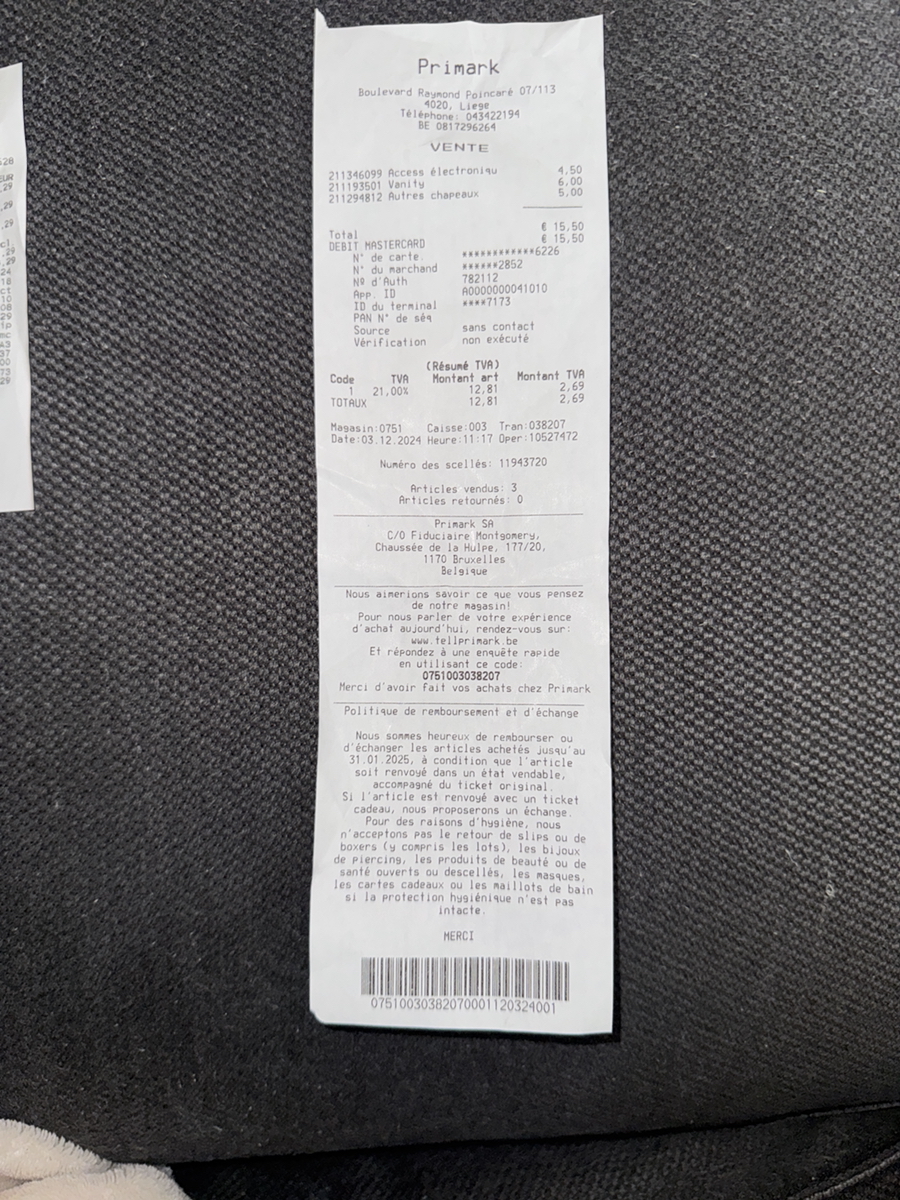 Primark
Boulevard Raymond Poincaré 07/113
4020, Liege
Téléphone: 043422194
BE 0817296264
VENTE
211346099 Access électroniqu 4,50
211193501 Vanity 6,00
211294812 Autres chapeaux 5,00
Total € 15,50
DEBIT MASTERCARD € 15,50
N° de carte. ************6226
N° du marchand ******2852
Nº d'Auth 782112
App. ID A0000000041010
ID du terminal ****7173
PAN N° de séq
Source sans contact
Vérification non exécuté
(Résumé TVA)
Code TVA Montant art Montant TVA
1 21,00% 12,81 2,69
TOTAUX 12,81 2,69
Magasin:0751 Caisse:003 Tran:038207
Date:03.12.2024 Heure:11:17 Oper:10527472
Numéro des scellés: 11943720
Articles vendus: 3
Articles retournés: 0
Primark SA
C/O Fiduciaire Montgomery,
Chaussée de la Hulpe, 177/20,
1170 Bruxelles
Belgique
Nous aimerions savoir ce que vous pensez
de notre magasin!
Pour nous parler de votre expérience
d'achat aujourd'hui, rendez-vous sur:
www.tellprimark.be
Et répondez à une enquête rapide
en utilisant ce code:
0751003038207
Merci d'avoir fait vos achats chez Primark
Politique de remboursement et d'échange
Nous sommes heureux de rembourser ou
d'échanger les articles achetés jusqu'au
31.01.2025, à condition que l'article
soit renvoyé dans un état vendable,
accompagné du ticket original.
Si l'article est renvoyé avec un ticket
cadeau, nous proposerons un échange.
Pour des raisons d'hygiène, nous
n'acceptons pas le retour de slips ou de
boxers (y compris les lots), les bijoux
de piercing, les produits de beauté ou de
santé ouverts ou descellés, les masques,
les cartes cadeaux ou les maillots de bain
si la protection hygiénique n'est pas
intacte.
MERCI
07510030382070001120324001